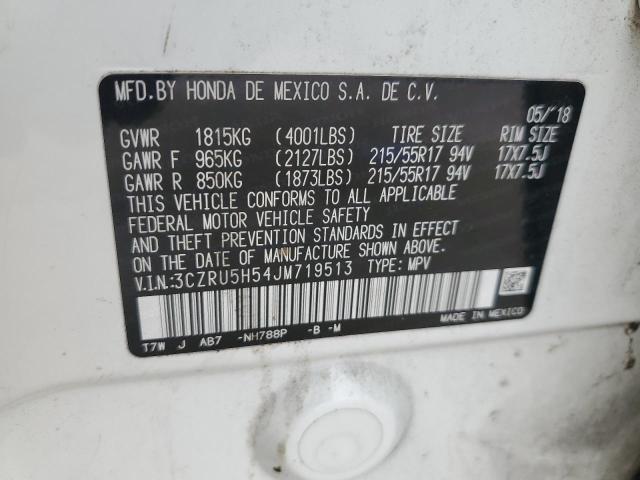 MFD.BY HONDA DE MEXICO S.A. DE C.V.
05/'18
GVWR 1815KG (4001LBS) TIRE SIZE RIM SIZE
GAWR F 965KG (2127LBS) 215/55R17 94V 17X7.5J
GAWR R 850KG (1873LBS) 215/55R17 94V 17X7.5J
THIS VEHICLE CONFORMS TO ALL APPLICABLE
FEDERAL MOTOR VEHICLE SAFETY
AND THEFT PREVENTION STANDARDS IN EFFECT
ON THE DATE OF MANUFACTURE SHOWN ABOVE.
V.I.N.:3CZRU5H54JM719513 TYPE: MPV
T7W J AB7 -NH788P -B -M
MADE IN MEXICO